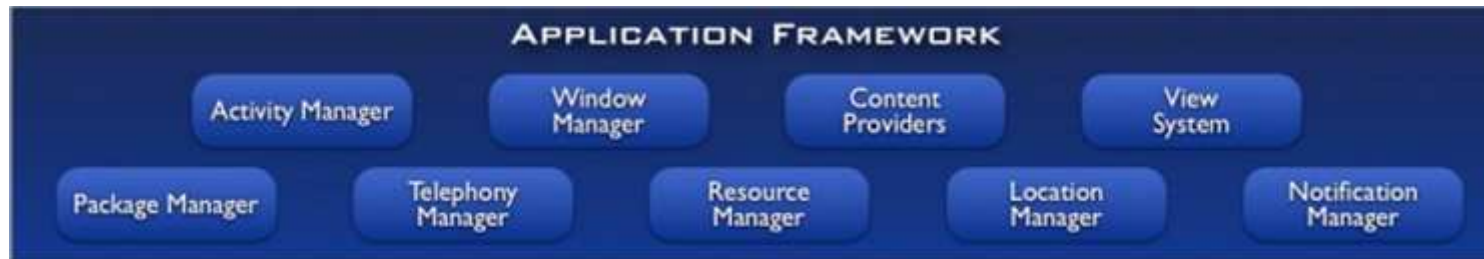 APPLICATION FRAMEWORK
Activity Manager
Window
Manager
Content
Providers
View
System
Package Manager
Telephony
Manager
Resource
Manager
Location
Manager
Notification
Manager